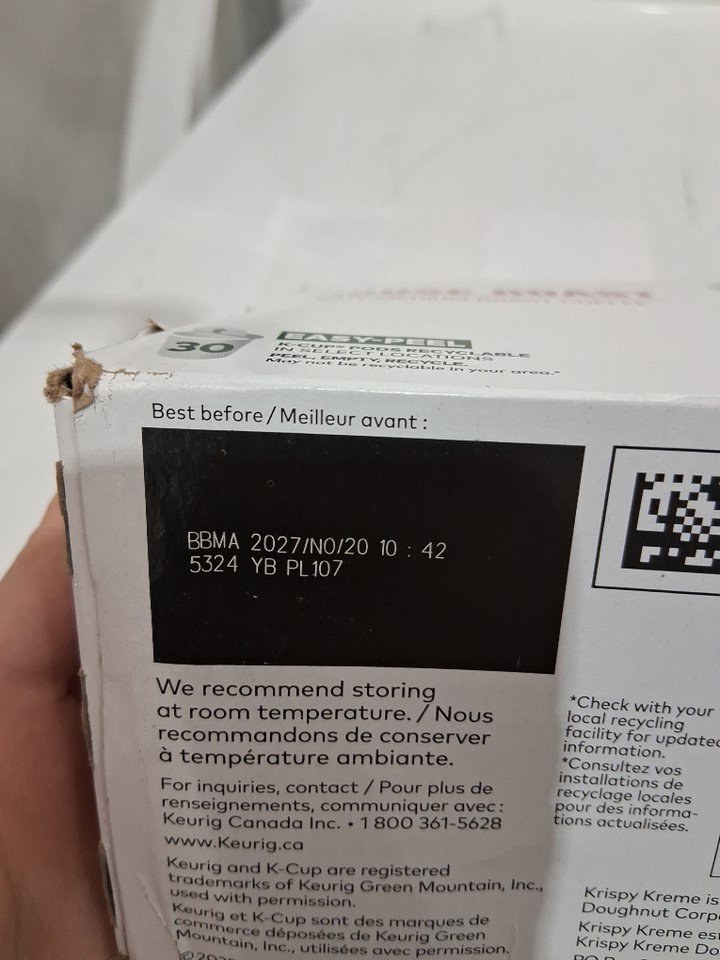 30
EASY-PEEL
K-CUP® PODS RECYCLABLE
IN SELECT LOCATIONS
PEEL, EMPTY, RECYCLE.
May not be recyclable in your area.*
Best before / Meilleur avant :
BBMA 2027/NO/20 10 : 42
5324 YB PL107
We recommend storing
at room temperature. / Nous
recommandons de conserver
à température ambiante.
For inquiries, contact / Pour plus de
renseignements, communiquer avec :
Keurig Canada Inc. • 1 800 361-5628
www.Keurig.ca
Keurig and K-Cup are registered
trademarks of Keurig Green Mountain, Inc.,
used with permission.
Keurig et K-Cup sont des marques de
commerce déposées de Keurig Green
Mountain, Inc., utilisées avec permission.
*Check with your
local recycling
facility for updated
information.
*Consultez vos
installations de
recyclage locales
pour des informa-
tions actualisées.
Krispy Kreme is
Doughnut Corp
Krispy Kreme est
Krispy Kreme Do